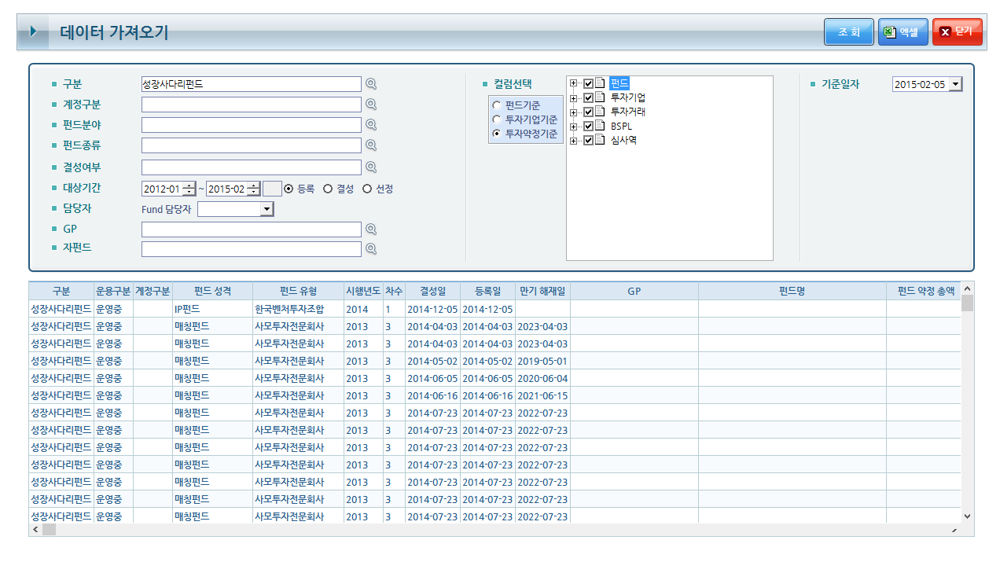 데이터 가져오기
조 회 엑셀 닫기
구분 성장사다리펀드
계정구분
펀드분야
펀드종류
결성여부
대상기간 2012-01 ~ 2015-02 등록 결성 선정
담당자 Fund 담당자
GP
자펀드
컬럼선택
펀드기준
투자기업기준
투자약정기준
펀드
투자기업
투자거래
BSPL
심사역
기준일자 2015-02-05
구분 운용구분 계정구분 펀드 성격 펀드 유형 시행년도 차수 결성일 등록일 만기 해재일 GP 펀드명 펀드 약정 총액
성장사다리펀드 운영중 IP펀드 한국벤처투자조합 2014 1 2014-12-05 2014-12-05
성장사다리펀드 운영중 매칭펀드 사모투자전문회사 2013 3 2014-04-03 2014-04-03 2023-04-03
성장사다리펀드 운영중 매칭펀드 사모투자전문회사 2013 3 2014-04-03 2014-04-03 2023-04-03
성장사다리펀드 운영중 매칭펀드 사모투자전문회사 2013 3 2014-05-02 2014-05-02 2019-05-01
성장사다리펀드 운영중 매칭펀드 사모투자전문회사 2013 3 2014-06-05 2014-06-05 2020-06-04
성장사다리펀드 운영중 매칭펀드 사모투자전문회사 2013 3 2014-06-16 2014-06-16 2021-06-15
성장사다리펀드 운영중 매칭펀드 사모투자전문회사 2013 3 2014-07-23 2014-07-23 2022-07-23
성장사다리펀드 운영중 매칭펀드 사모투자전문회사 2013 3 2014-07-23 2014-07-23 2022-07-23
성장사다리펀드 운영중 매칭펀드 사모투자전문회사 2013 3 2014-07-23 2014-07-23 2022-07-23
성장사다리펀드 운영중 매칭펀드 사모투자전문회사 2013 3 2014-07-23 2014-07-23 2022-07-23
성장사다리펀드 운영중 매칭펀드 사모투자전문회사 2013 3 2014-07-23 2014-07-23 2022-07-23
성장사다리펀드 운영중 매칭펀드 사모투자전문회사 2013 3 2014-07-23 2014-07-23 2022-07-23
성장사다리펀드 운영중 매칭펀드 사모투자전문회사 2013 3 2014-07-23 2014-07-23 2022-07-23